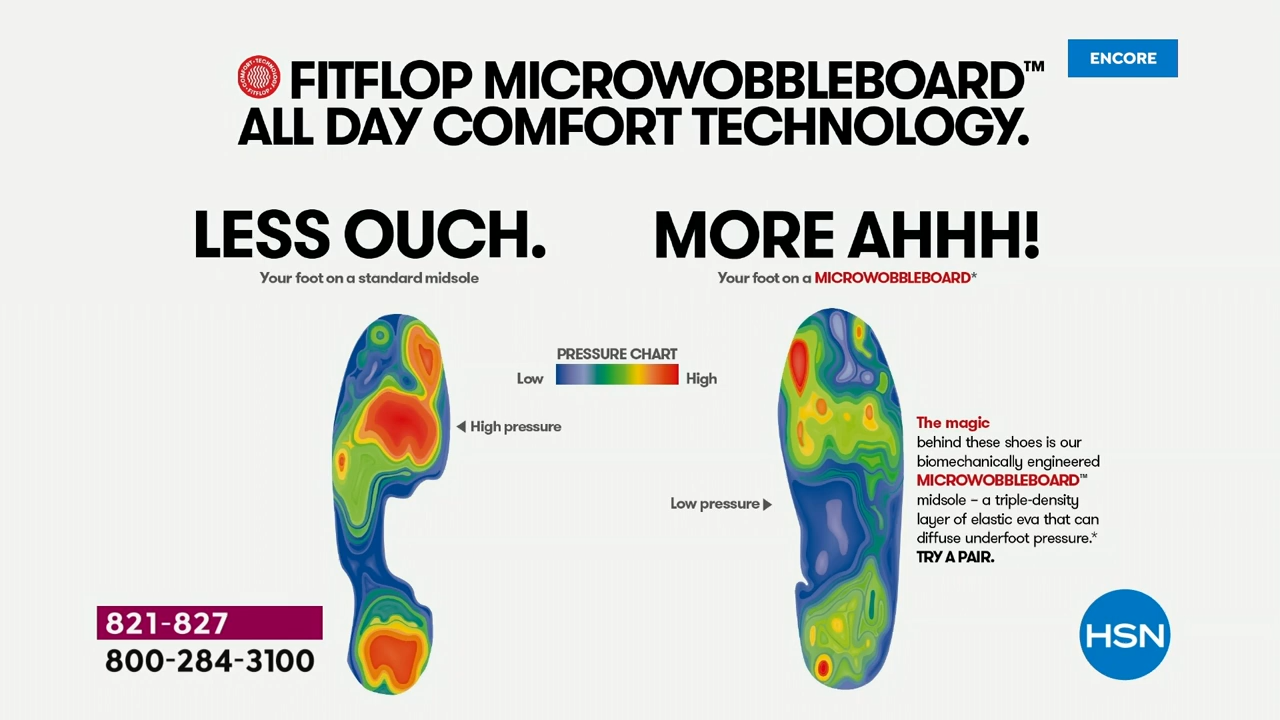 ENCORE
FITFLOP MICROWOBBLEBOARD™
ALL DAY COMFORT TECHNOLOGY.
LESS OUCH.
MORE AHHH!
Your foot on a standard midsole
Your foot on a MICROWOBBLEBOARD*
PRESSURE CHART
Low
High
High pressure
Low pressure
The magic
behind these shoes is our
biomechanically engineered
MICROWOBBLEBOARD™
midsole – a triple-density
layer of elastic eva that can
diffuse underfoot pressure.*
TRY A PAIR.
821-827
800-284-3100
HSN